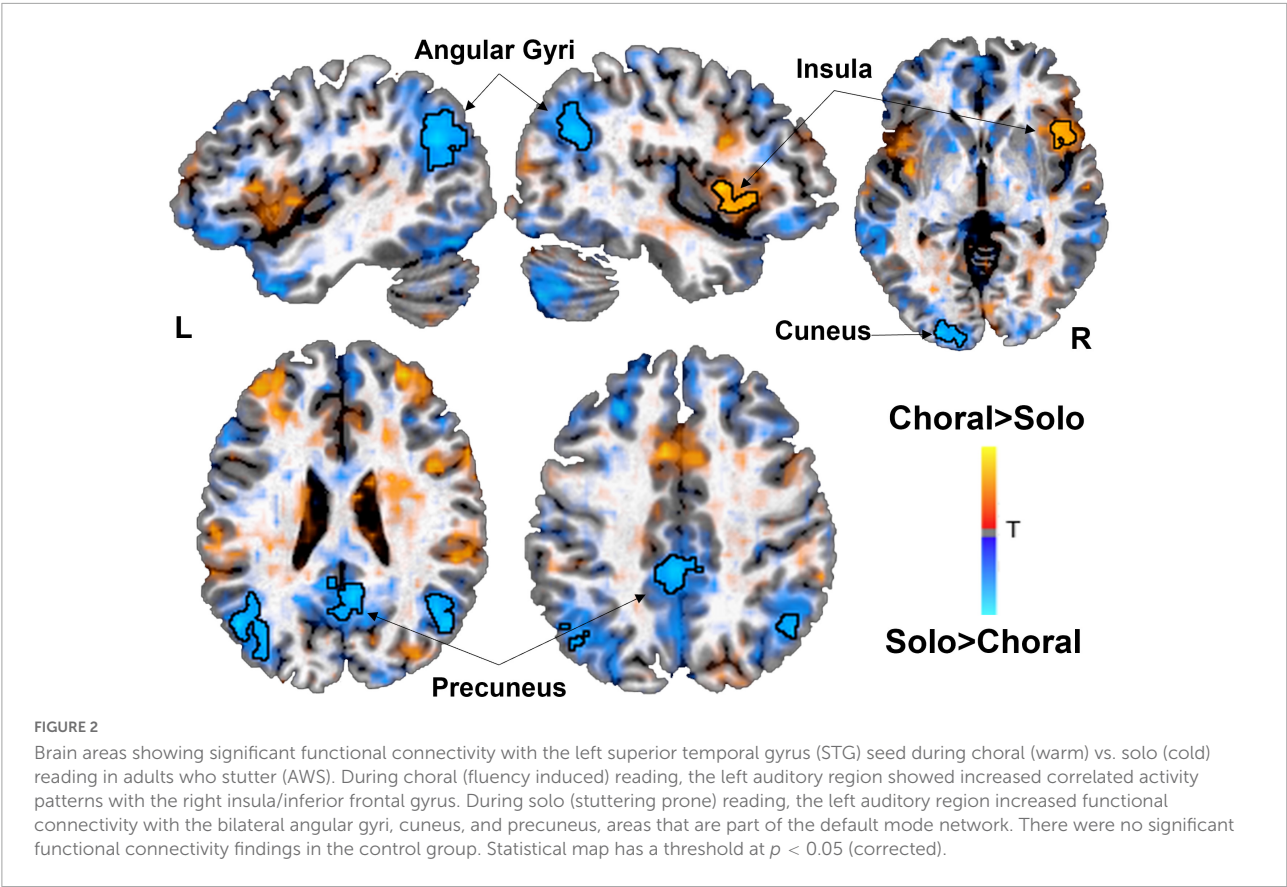 Angular Gyri
Insula
L
Cuneus
R
Choral>Solo
T
Solo>Choral
Precuneus
FIGURE 2
Brain areas showing significant functional connectivity with the left superior temporal gyrus (STG) seed during choral (warm) vs. solo (cold)
reading in adults who stutter (AWS). During choral (fluency induced) reading, the left auditory region showed increased correlated activity
patterns with the right insula/inferior frontal gyrus. During solo (stuttering prone) reading, the left auditory region increased functional
connectivity with the bilateral angular gyri, cuneus, and precuneus, areas that are part of the default mode network. There were no significant
functional connectivity findings in the control group. Statistical map has a threshold at p < 0.05 (corrected).